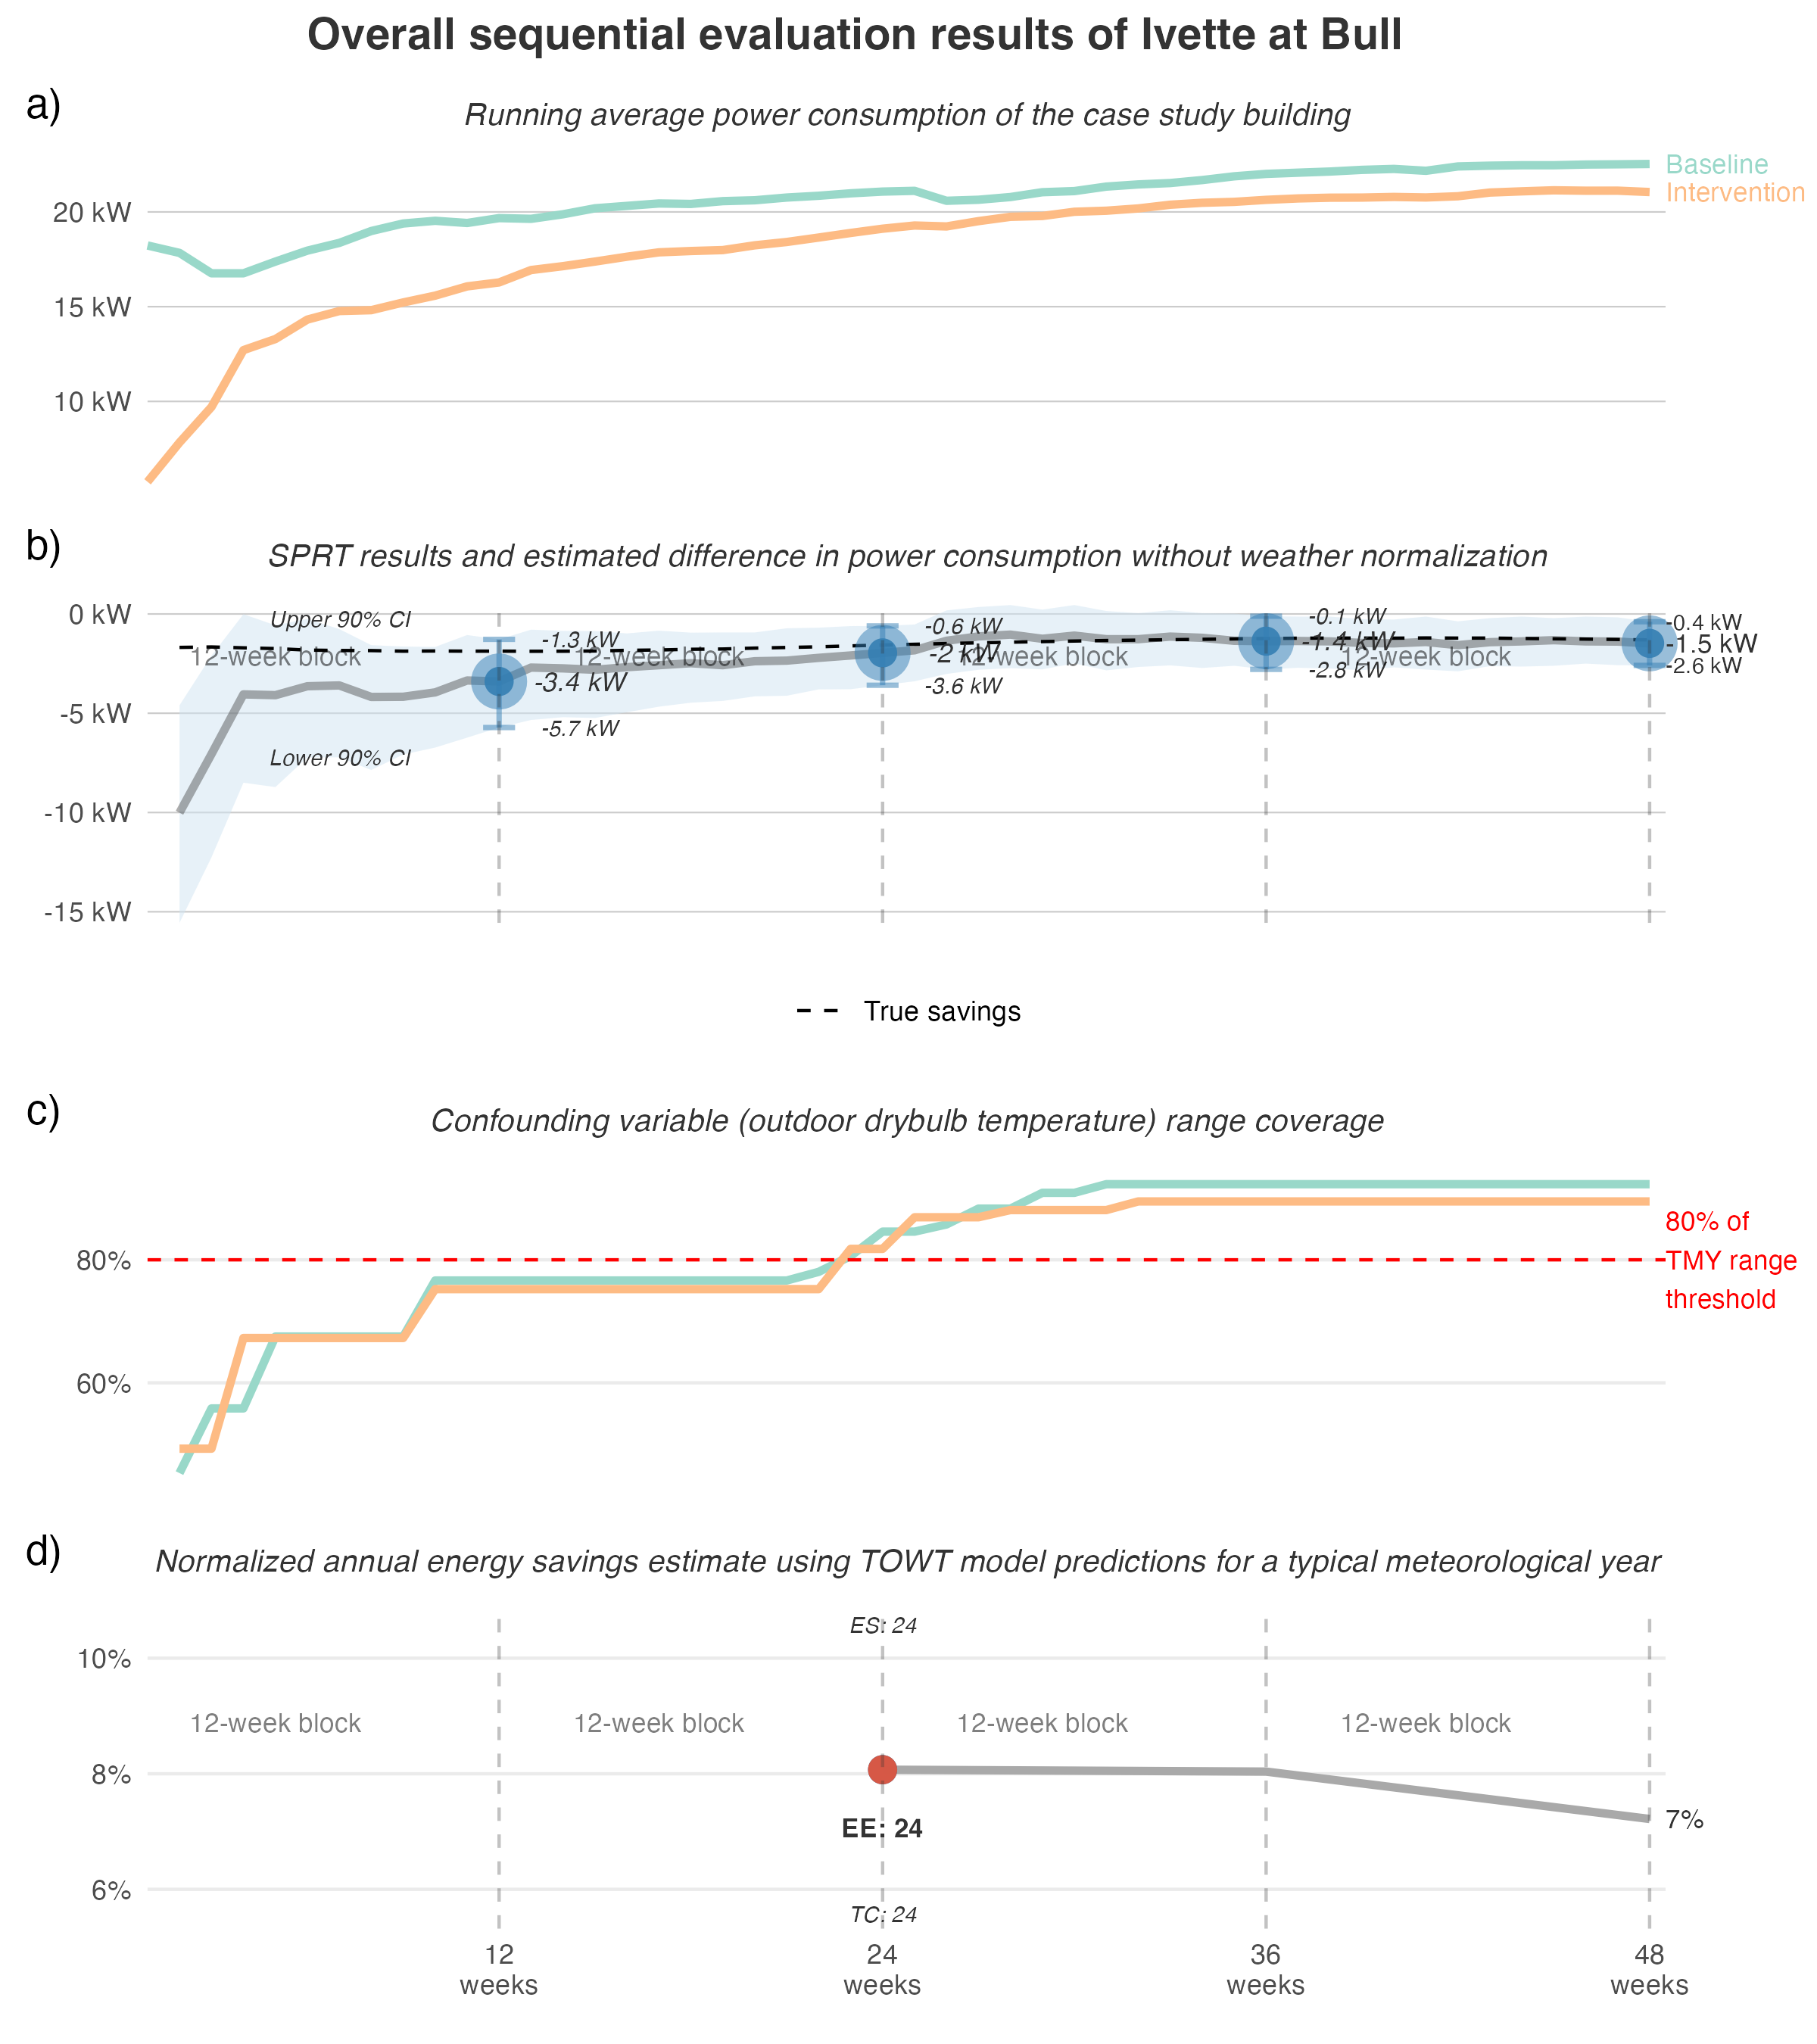 Overall sequential evaluation results of Ivette at Bull
a)
Running average power consumption of the case study building
Baseline
Intervention
20 kW
15 kW
10 kW
b)
SPRT results and estimated difference in power consumption without weather normalization
0 kW
-5 kW
-10 kW
-15 kW
Upper 90% CI
Lower 90% CI
12-week block
12-week block
12-week block
12-week block
-1.3 kW
-3.4 kW
-5.7 kW
-0.6 kW
-2 kW
-3.6 kW
-0.1 kW
-1.4 kW
-2.8 kW
-0.4 kW
-1.5 kW
-2.6 kW
True savings
c)
Confounding variable (outdoor drybulb temperature) range coverage
80%
60%
80% of
TMY range
threshold
d)
Normalized annual energy savings estimate using TOWT model predictions for a typical meteorological year
10%
8%
6%
ES: 24
12-week block
12-week block
12-week block
12-week block
EE: 24
7%
TC: 24
12
weeks
24
weeks
36
weeks
48
weeks